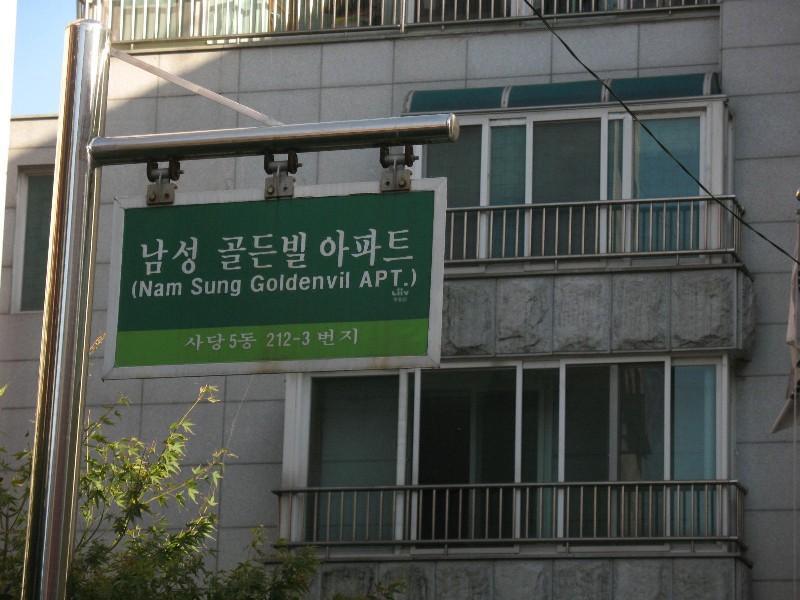 남성 골든빌 아파트
(Nam Sung Goldenvil APT.)
Liiv
사당5동 212-3 번지